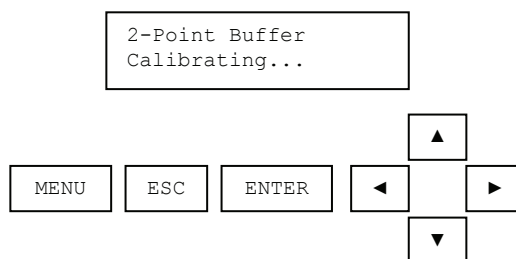 2-Point Buffer
Calibrating...
▲
MENU ESC ENTER ◄ ►
▼